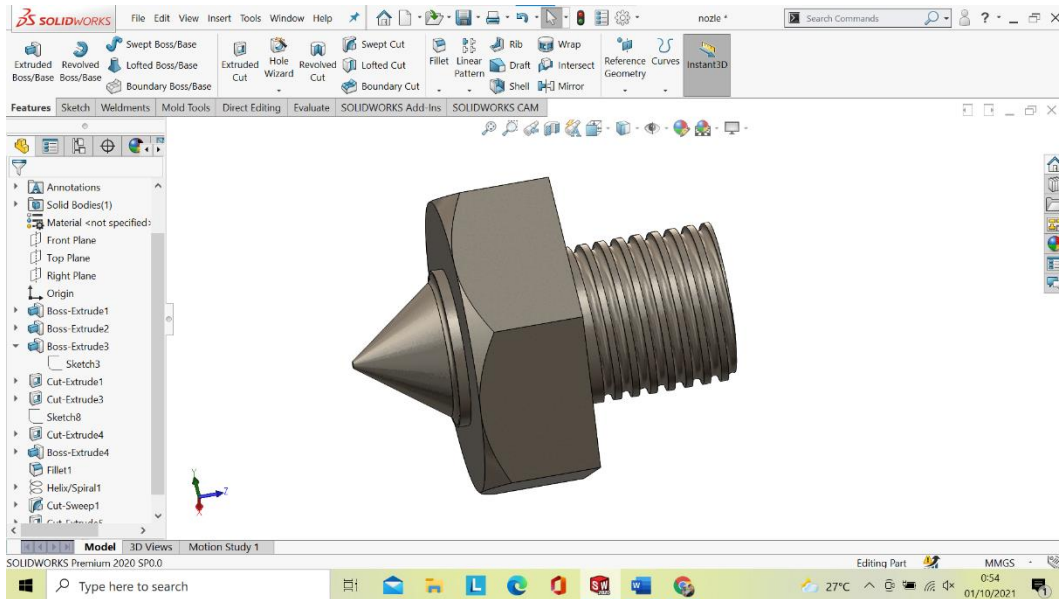 SOLIDWORKS File Edit View Insert Tools Window Help nozle * Search Commands
Extruded Boss/Base Revolved Boss/Base Swept Boss/Base Lofted Boss/Base Boundary Boss/Base Extruded Cut Hole Wizard Revolved Cut Swept Cut Lofted Cut Boundary Cut Fillet Linear Pattern Rib Draft Shell Wrap Intersect Mirror Reference Geometry Curves Instant3D
Features Sketch Weldments Mold Tools Direct Editing Evaluate SOLIDWORKS Add-Ins SOLIDWORKS CAM
Annotations
Solid Bodies(1)
Material <not specified>
Front Plane
Top Plane
Right Plane
Origin
Boss-Extrude1
Boss-Extrude2
Boss-Extrude3
Sketch3
Cut-Extrude1
Cut-Extrude3
Sketch8
Cut-Extrude4
Boss-Extrude4
Fillet1
Helix/Spiral1
Cut-Sweep1
Y
Z
Model 3D Views Motion Study 1
SOLIDWORKS Premium 2020 SP0.0 Editing Part MMGS
Type here to search 27°C 0:54
01/10/2021